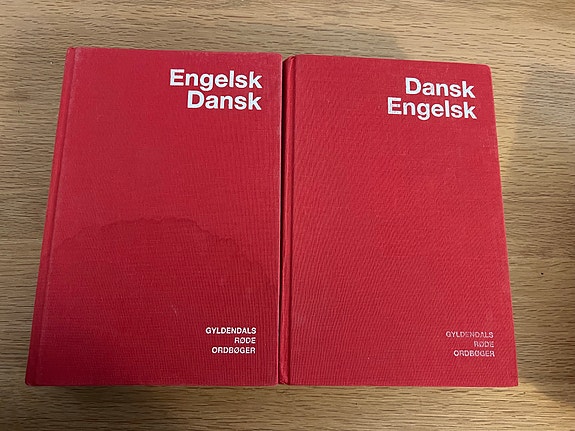 Engelsk
Dansk
GYLDENDALS
RØDE
ORDBØGER
Dansk
Engelsk
GYLDENDALS
RØDE
ORDBØGER